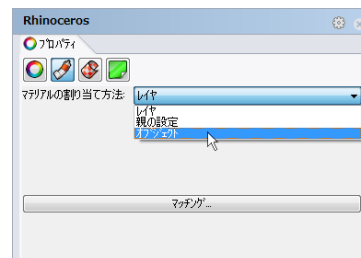 Rhinoceros
プロパティ
マテリアルの割り当て方法: レイヤ
レイヤ
親の設定
オブジェクト
マッチング...